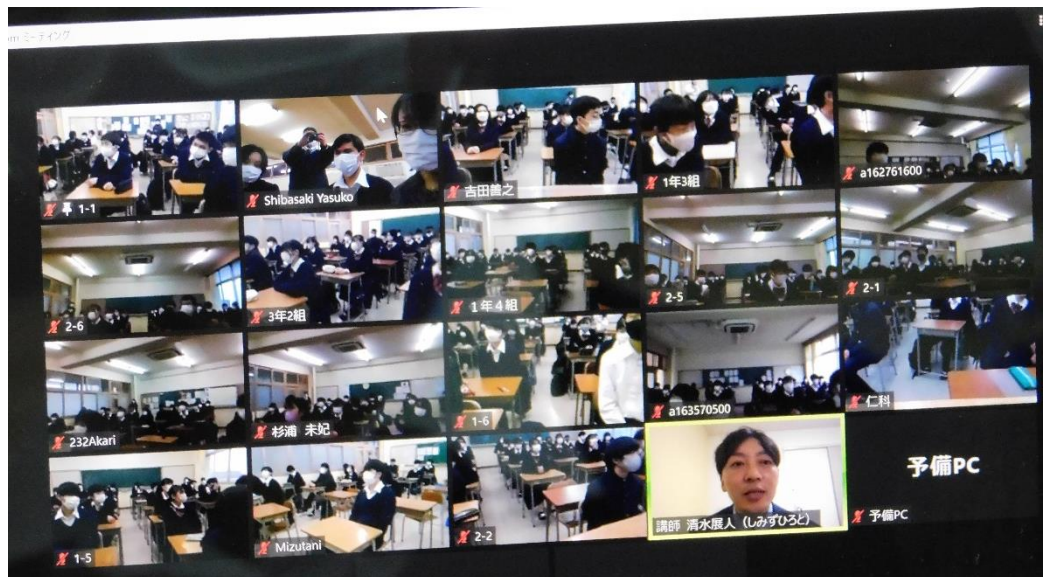 om ミーティング
1-1
Shibasaki Yasuko
吉田善之
1年3組
a162761600
2-6
3年2組
1年4組
2-5
2-1
232Akari
杉浦 未妃
1-6
a163570500
仁科
1-5
Mizutani
2-2
講師 清水展人（しみずひろと）
予備PC
予備PC